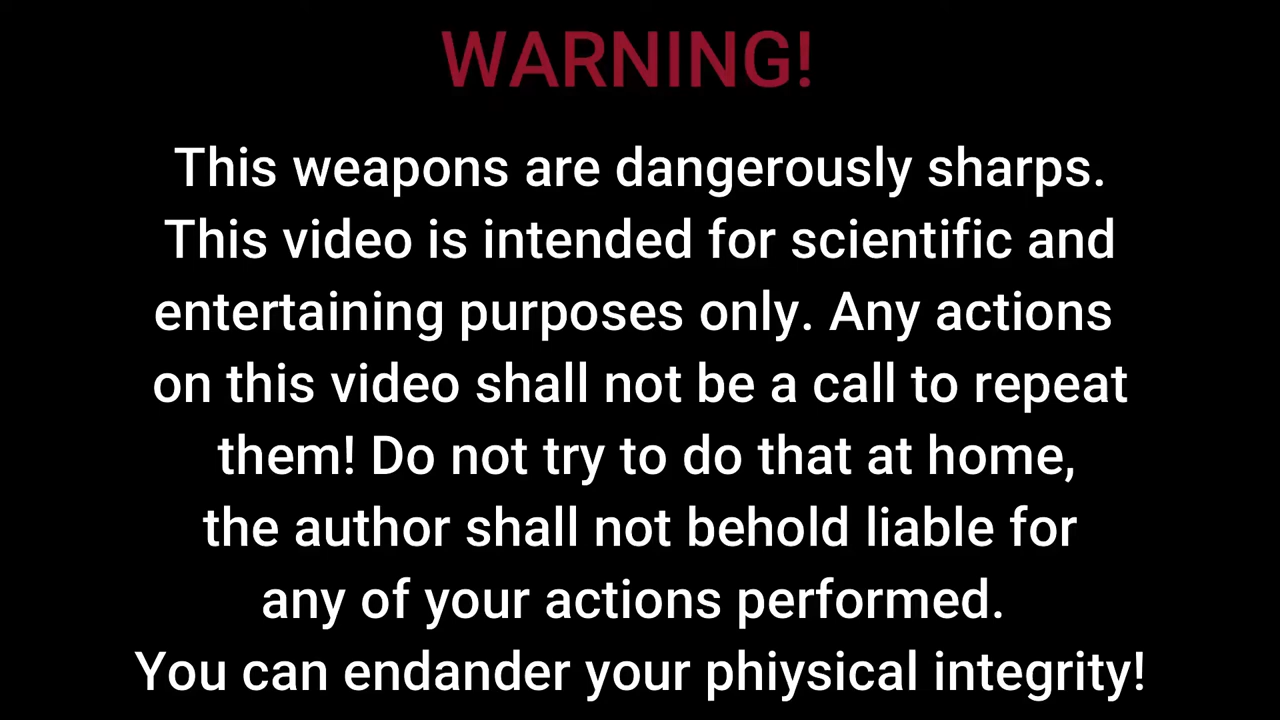 WARNING!
This weapons are dangerously sharps.
This video is intended for scientific and
entertaining purposes only. Any actions
on this video shall not be a call to repeat
them! Do not try to do that at home,
the author shall not behold liable for
any of your actions performed.
You can endander your phiysical integrity!